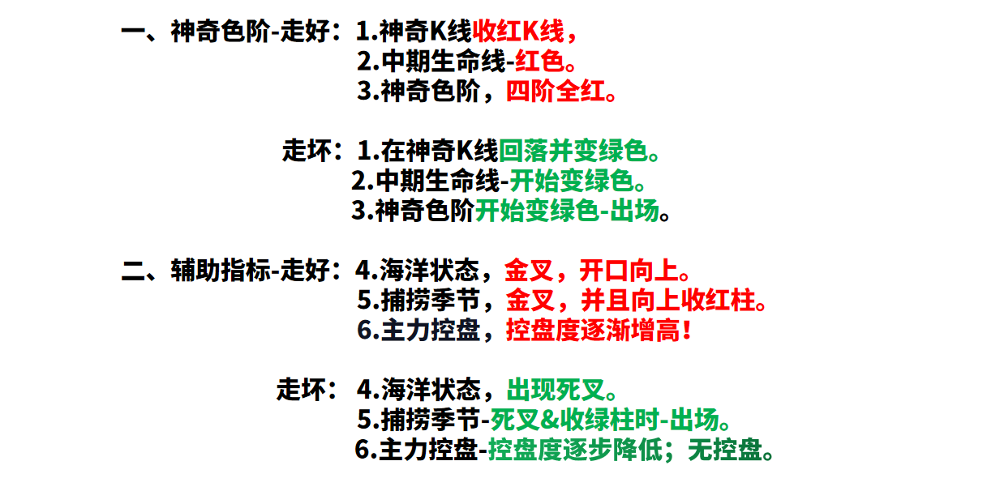 一、神奇色阶-走好：1.神奇K线收红K线，
2.中期生命线-红色。
3.神奇色阶，四阶全红。
走坏：1.在神奇K线回落并变绿色。
2.中期生命线-开始变绿色。
3.神奇色阶开始变绿色-出场。
二、辅助指标-走好：4.海洋状态，金叉，开口向上。
5.捕捞季节，金叉，并且向上收红柱。
6.主力控盘，控盘度逐渐增高！
走坏：4.海洋状态，出现死叉。
5.捕捞季节-死叉&收绿柱时-出场。
6.主力控盘-控盘度逐步降低；无控盘。